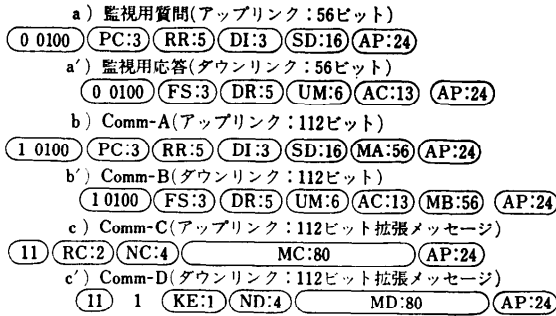 a）監視用質問(アップリンク：56ビット)
0 0100 PC:3 RR:5 DI:3 SD:16 AP:24
a′）監視用応答(ダウンリンク：56ビット)
0 0100 FS:3 DR:5 UM:6 AC:13 AP:24
b）Comm-A(アップリンク：112ビット)
1 0100 PC:3 RR:5 DI:3 SD:16 MA:56 AP:24
b′）Comm-B(ダウンリンク：112ビット)
1 0100 FS:3 DR:5 UM:6 AC:13 MB:56 AP:24
c）Comm-C(アップリンク：112ビット拡張メッセージ)
11 RC:2 NC:4 MC:80 AP:24
c′）Comm-D(ダウンリンク：112ビット拡張メッセージ)
11 1 KE:1 ND:4 MD:80 AP:24